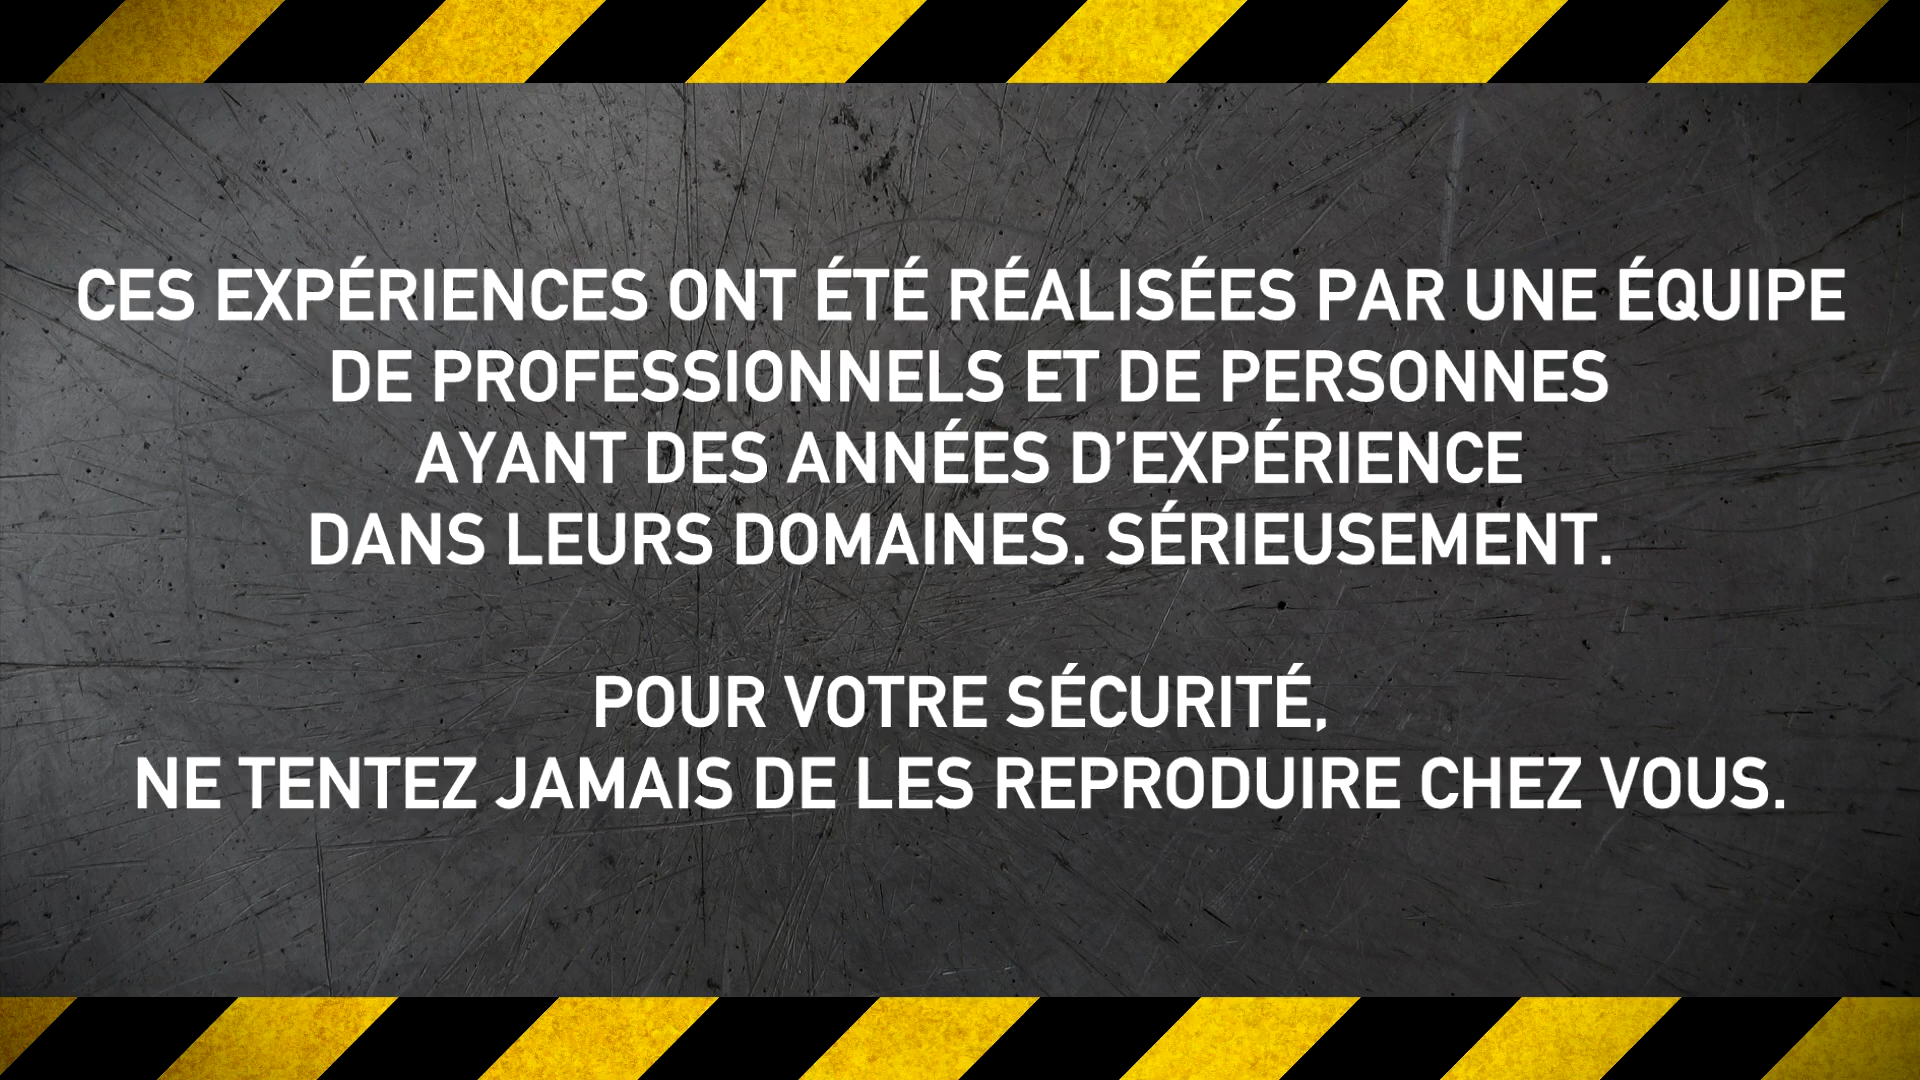 CES EXPÉRIENCES ONT ÉTÉ RÉALISÉES PAR UNE ÉQUIPE
DE PROFESSIONNELS ET DE PERSONNES
AYANT DES ANNÉES D'EXPÉRIENCE
DANS LEURS DOMAINES. SÉRIEUSEMENT.
POUR VOTRE SÉCURITÉ,
NE TENTEZ JAMAIS DE LES REPRODUIRE CHEZ VOUS.